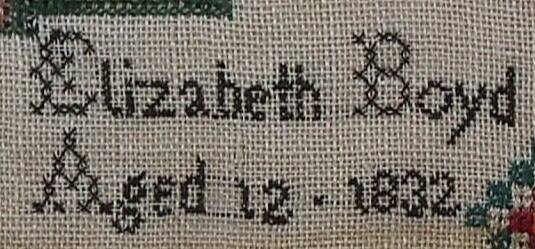 Elizabeth Boyd
Aged 12 · 1832